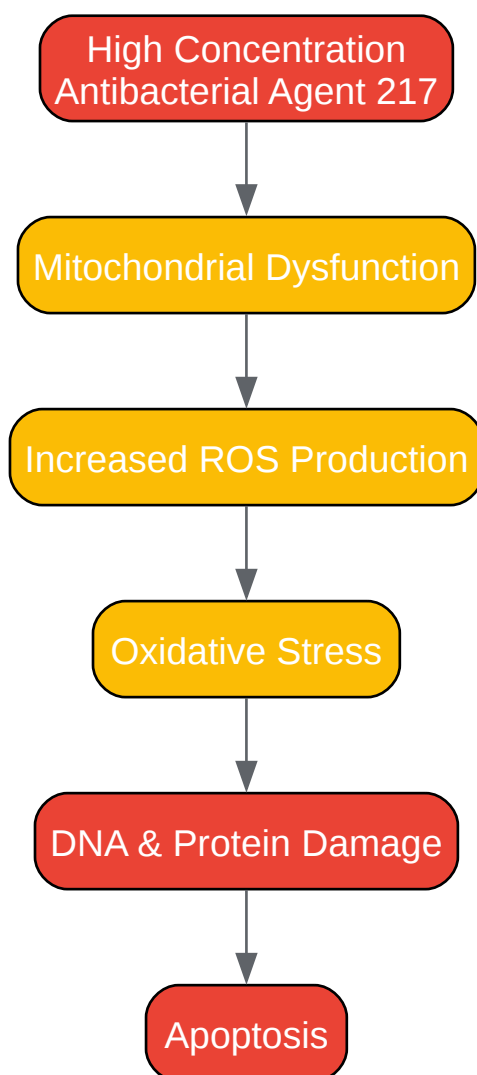 High Concentration
Antibacterial Agent 217
Mitochondrial Dysfunction
Increased ROS Production
Oxidative Stress
DNA & Protein Damage
Apoptosis